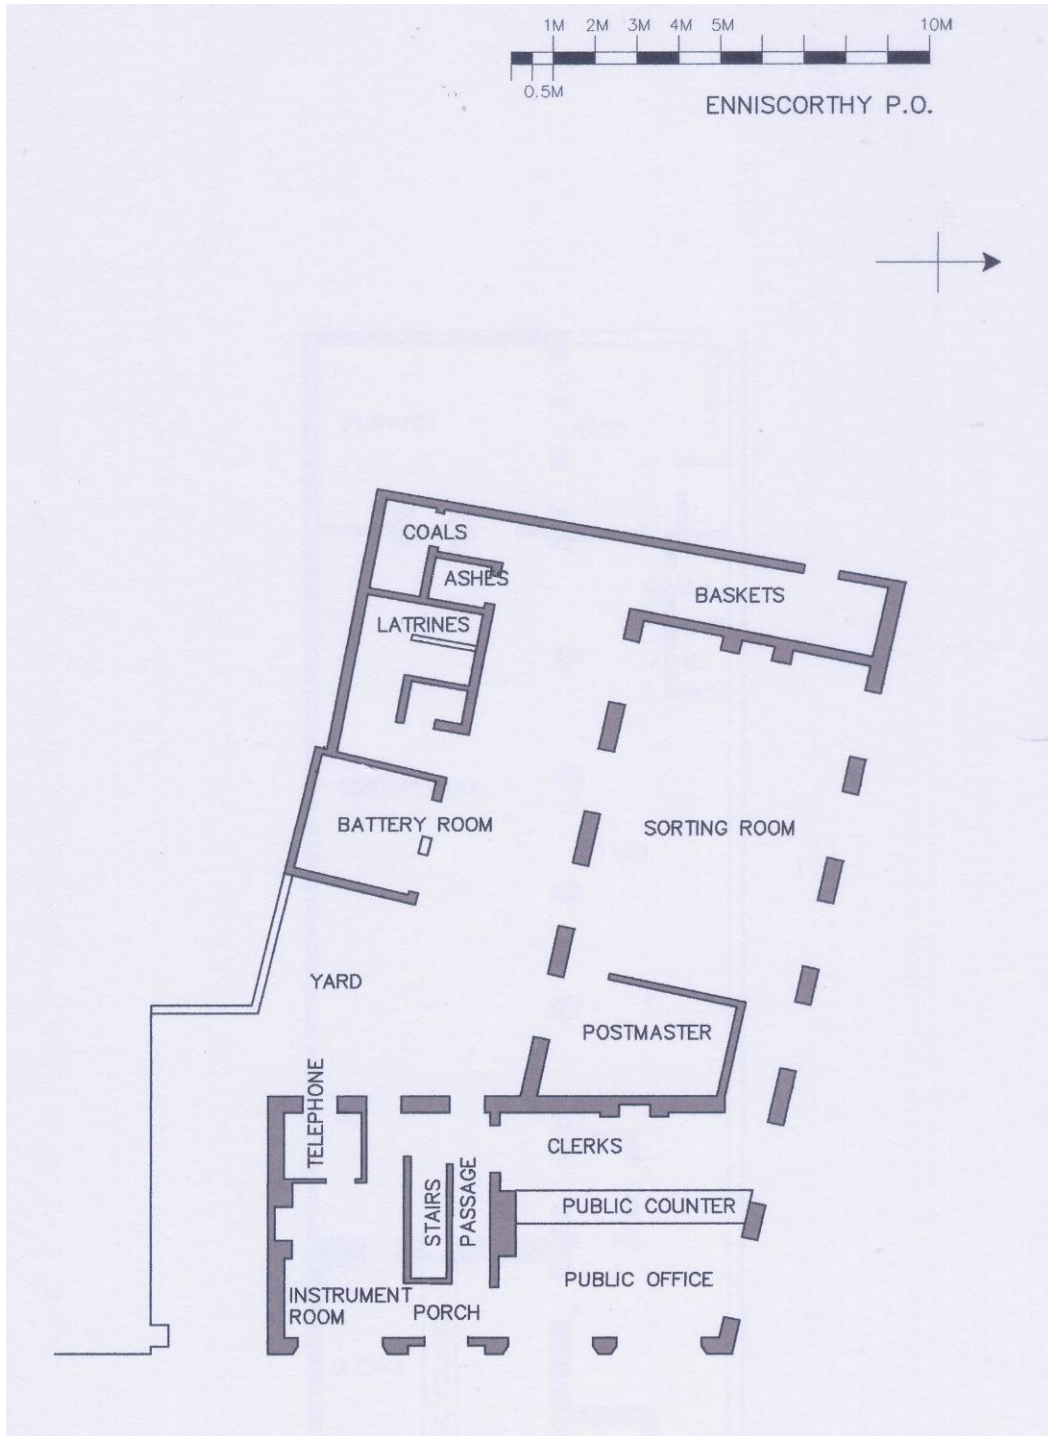 1M 2M 3M 4M 5M 10M
0.5M
ENNISCORTHY P.O.
COALS
ASHES
BASKETS
LATRINES
BATTERY ROOM
SORTING ROOM
YARD
POSTMASTER
TELEPHONE
CLERKS
STAIRS
PASSAGE
PUBLIC COUNTER
PUBLIC OFFICE
INSTRUMENT
ROOM
PORCH